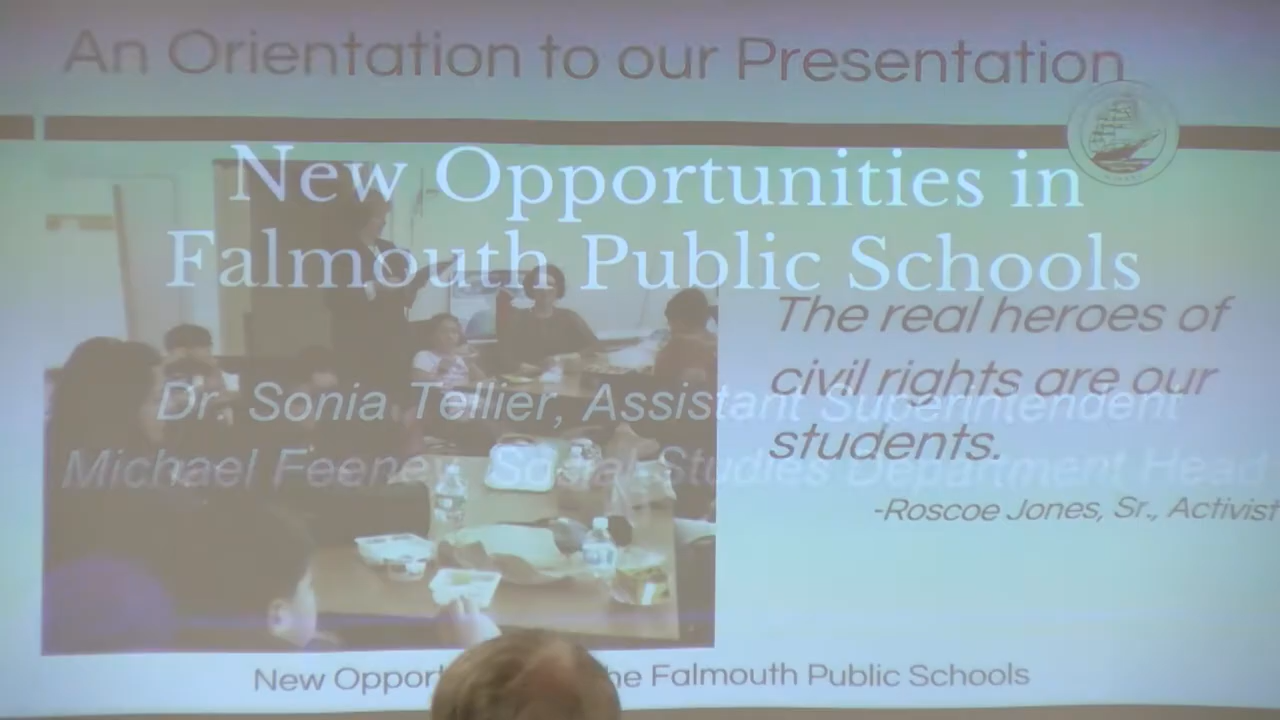 An Orientation to our Presentation
New Opportunities in
Falmouth Public Schools
The real heroes of
civil rights are our
students.
-Roscoe Jones, Sr., Activist
Dr. Sonia Tellier, Assistant Superintendent
Michael Feeney, Social Studies Department Head
New Opport he Falmouth Public Schools